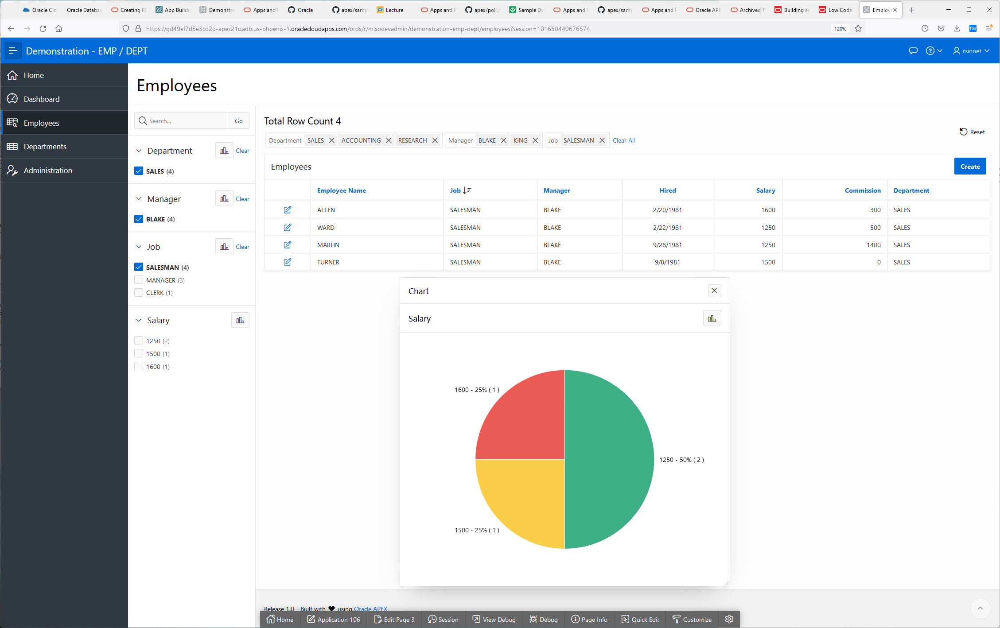 Oracle Clo Oracle Databas Creating RE App Builde Demonstra Apps and Oracle apex/samp Lecture Apps and apex/poll.z Sample Dy Apps and apex/samp Apps and Oracle APE Archived T Building ar Low Code Employe
https://gd49ef7d5e3cd2d-apex21c.adb.us-phoenix-1.oraclecloudapps.com/ords/r/misodevadmin/demonstration-emp-dept/employees?session=101650440676574 120% fos
Demonstration - EMP / DEPT rsinnet
Home
Dashboard
Employees
Departments
Administration
Employees
Search... Go
Department Clear
SALES (4)
Manager Clear
BLAKE (4)
Job Clear
SALESMAN (4)
MANAGER (3)
CLERK (1)
Salary
1250 (2)
1500 (1)
1600 (1)
Total Row Count 4
Reset
Department SALES ACCOUNTING RESEARCH Manager BLAKE KING Job SALESMAN Clear All
Employees Create
Employee Name Job Manager Hired Salary Commission Department
ALLEN SALESMAN BLAKE 2/20/1981 1600 300 SALES
WARD SALESMAN BLAKE 2/22/1981 1250 500 SALES
MARTIN SALESMAN BLAKE 9/28/1981 1250 1400 SALES
TURNER SALESMAN BLAKE 9/8/1981 1500 0 SALES
Chart
Salary
1600 - 25% ( 1 )
1250 - 50% ( 2 )
1500 - 25% ( 1 )
Release 1.0 Built with ♥ using Oracle APEX
Home Application 106 Edit Page 3 Session View Debug Debug Page Info Quick Edit Customize